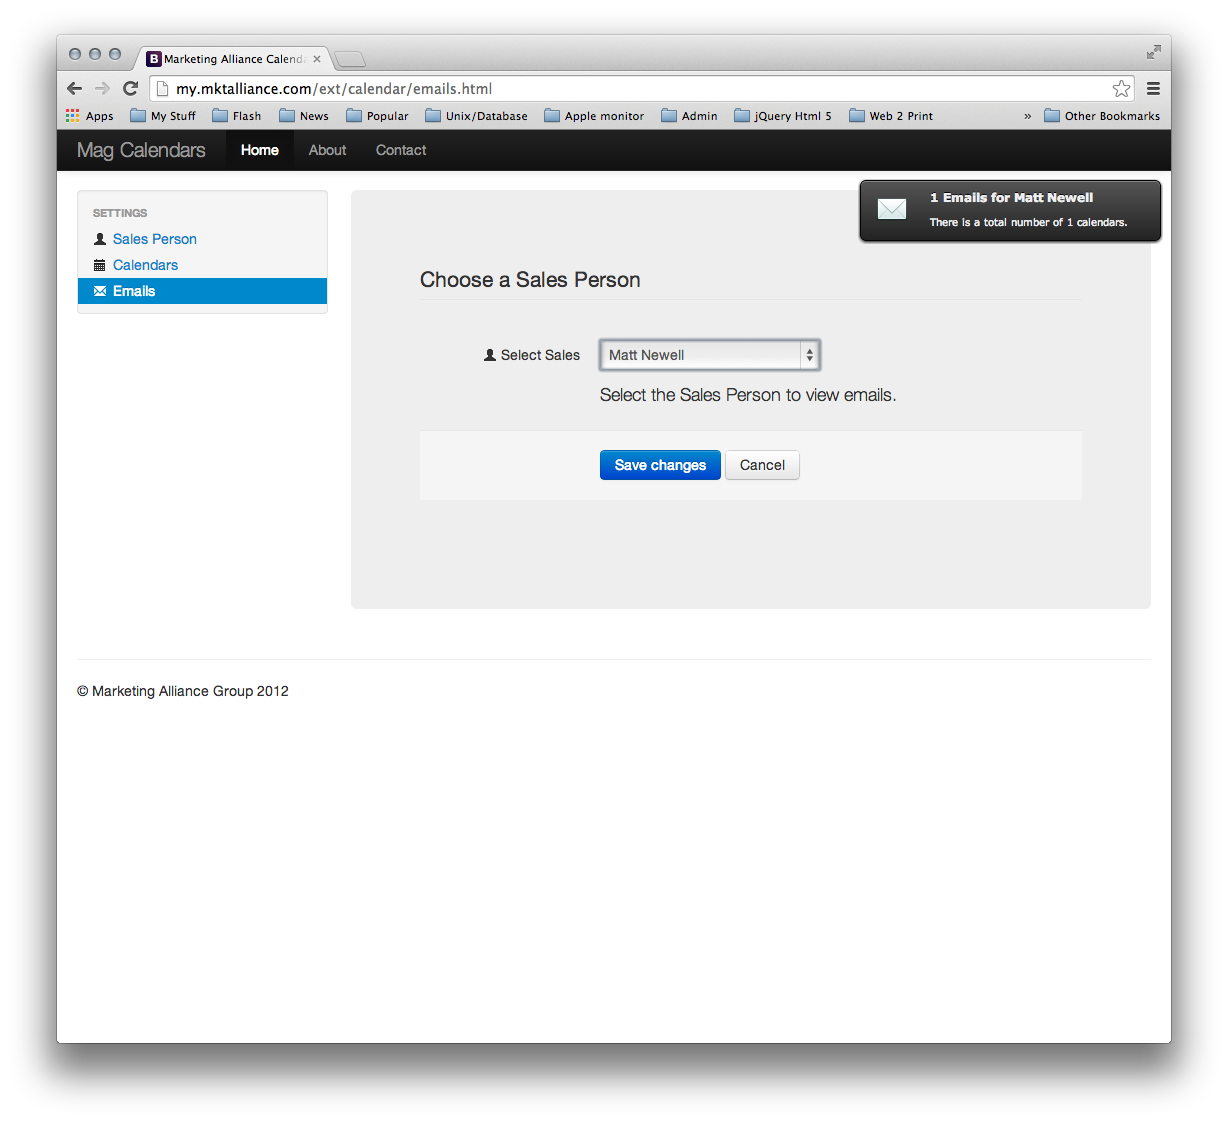 Marketing Alliance Calend
my.mktalliance.com/ext/calendar/emails.html
Apps My Stuff Flash News Popular Unix/Database Apple monitor Admin jQuery Html 5 Web 2 Print » Other Bookmarks
Mag Calendars Home About Contact
1 Emails for Matt Newell
There is a total number of 1 calendars.
SETTINGS
Sales Person
Calendars
Emails
Choose a Sales Person
Select Sales Matt Newell
Select the Sales Person to view emails.
Save changes Cancel
© Marketing Alliance Group 2012